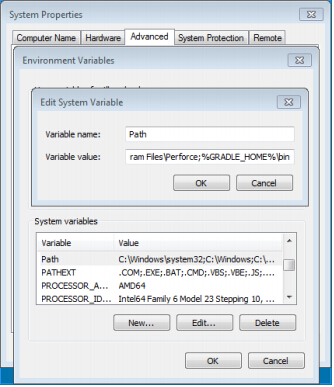 System Properties
Computer Name Hardware Advanced System Protection Remote
Environment Variables
Edit System Variable
Variable name: Path
Variable value: ram Files\Perforce;%GRADLE_HOME%\bin
OK Cancel
System variables
Variable Value
Path C:\Windows\system32;C:\Windows;C:\...
PATHEXT .COM;.EXE;.BAT;.CMD;.VBS;.VBE;.JS;....
PROCESSOR_A... AMD64
PROCESSOR_ID... Intel64 Family 6 Model 23 Stepping 10, ...
New... Edit... Delete
OK Cancel